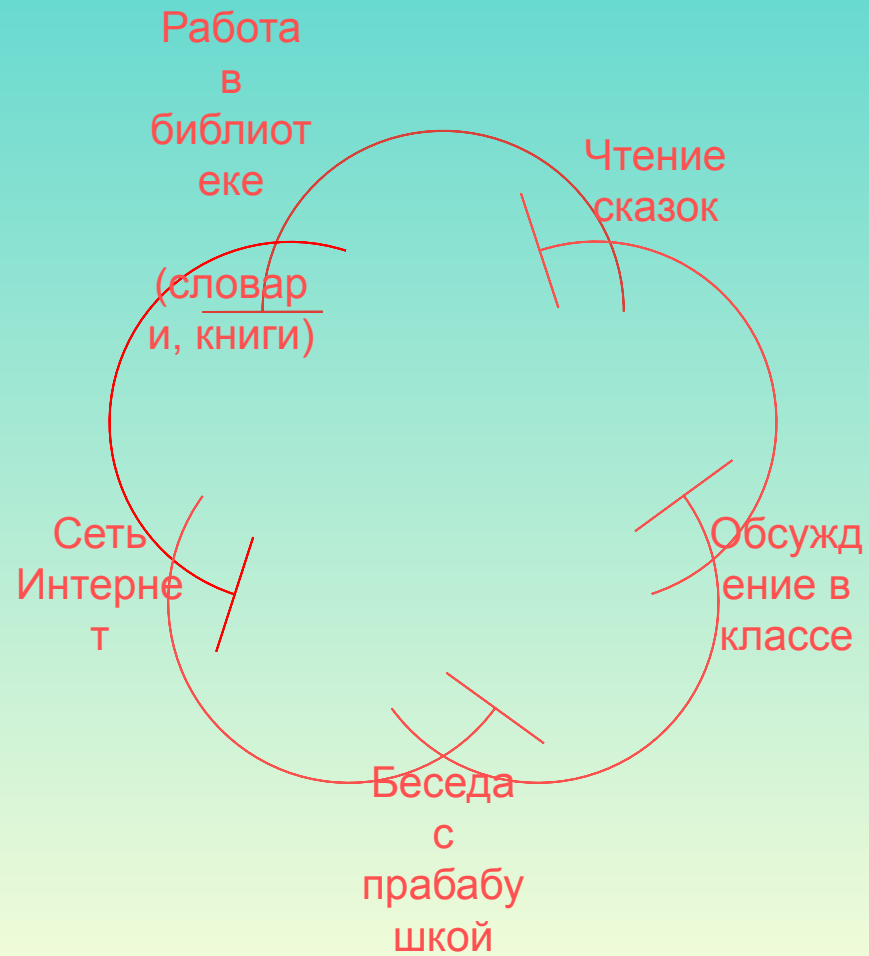 Работа
в
библиот
еке
(словар
и, книги)
Чтение
сказок
Обсужд
ение в
классе
Беседа
с
прабабу
шкой
Сеть
Интерне
т